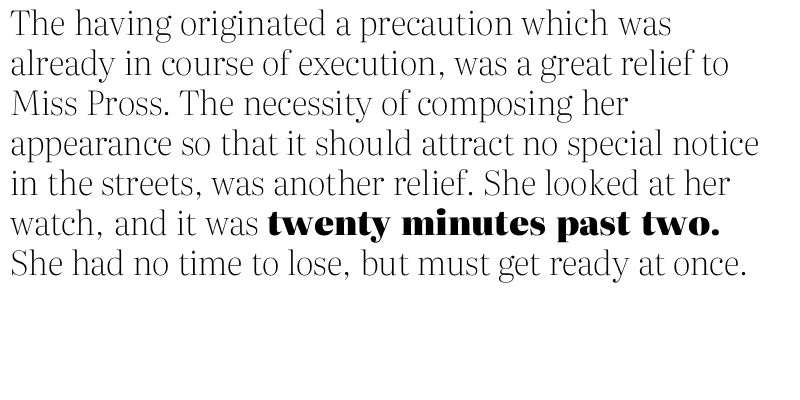 The having originated a precaution which was
already in course of execution, was a great relief to
Miss Pross. The necessity of composing her
appearance so that it should attract no special notice
in the streets, was another relief. She looked at her
watch, and it was twenty minutes past two.
She had no time to lose, but must get ready at once.